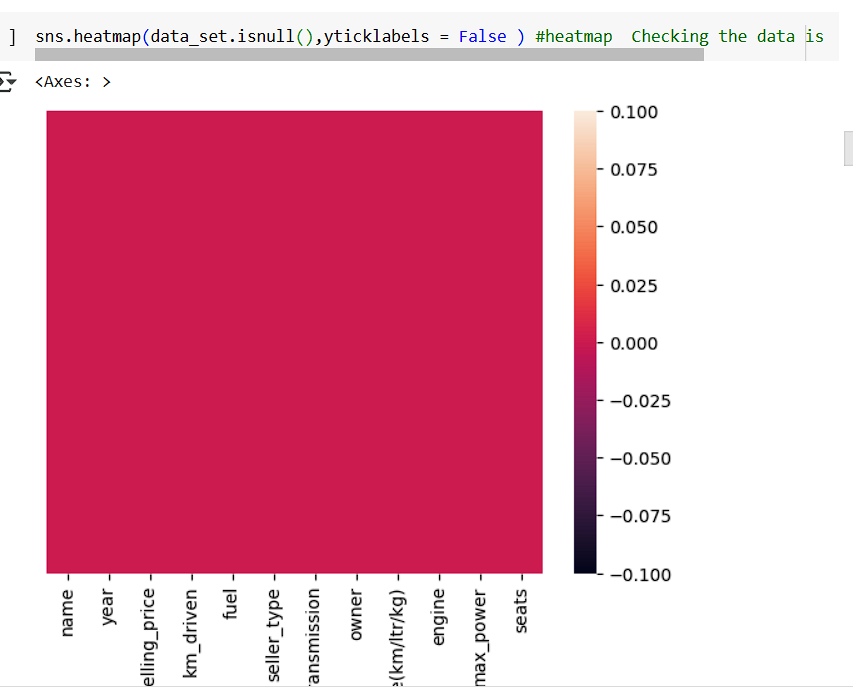 ] sns.heatmap(data_set.isnull(),yticklabels = False ) #heatmap  Checking the data is
<Axes: >
0.100
0.075
0.050
0.025
0.000
−0.025
−0.050
−0.075
−0.100
name
year
elling_price
km_driven
fuel
seller_type
ansmission
owner
e(km/ltr/kg)
engine
max_power
seats